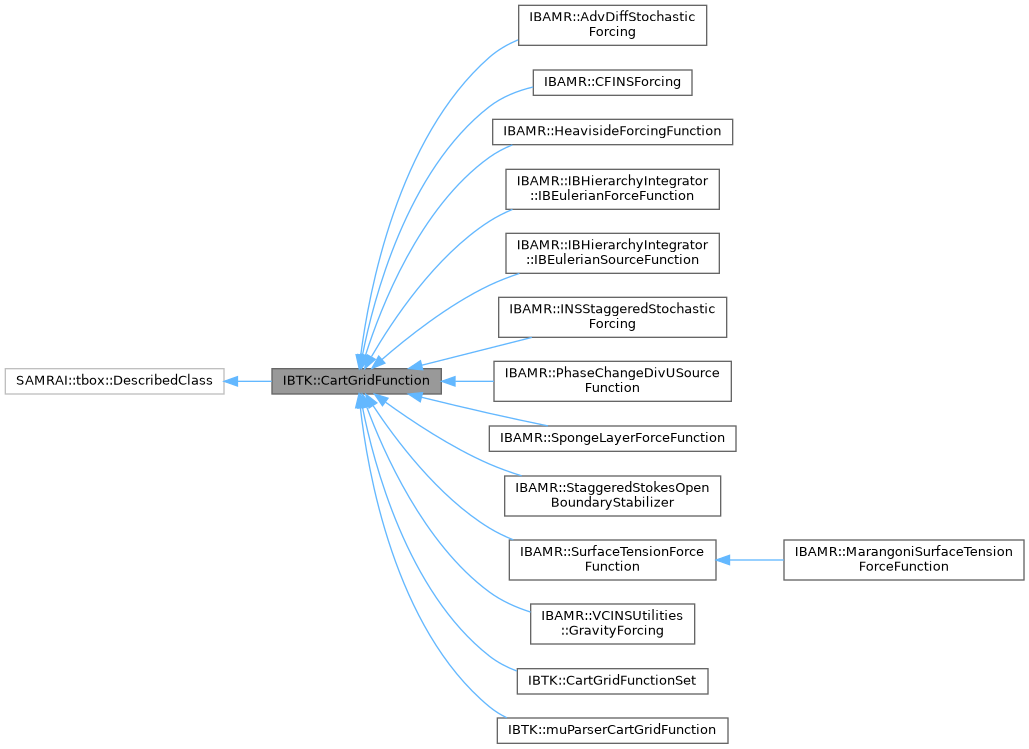 IBAMR::AdvDiffStochastic
Forcing
IBAMR::CFINSForcing
IBAMR::HeavisideForcingFunction
IBAMR::IBHierarchyIntegrator
::IBEulerianForceFunction
IBAMR::IBHierarchyIntegrator
::IBEulerianSourceFunction
IBAMR::INSStaggeredStochastic
Forcing
SAMRAI::tbox::DescribedClass
IBTK::CartGridFunction
IBAMR::PhaseChangeDivUSource
Function
IBAMR::SpongeLayerForceFunction
IBAMR::StaggeredStokesOpen
BoundaryStabilizer
IBAMR::SurfaceTensionForce
Function
IBAMR::MarangoniSurfaceTension
ForceFunction
IBAMR::VCINSUtilities
::GravityForcing
IBTK::CartGridFunctionSet
IBTK::muParserCartGridFunction